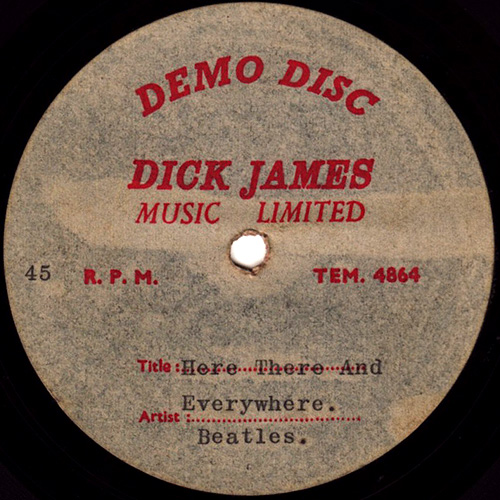 DEMO DISC
DICK JAMES
MUSIC LIMITED
45 R. P. M. TEM. 4864
Title: Here There And
Everywhere.
Artist:
Beatles.